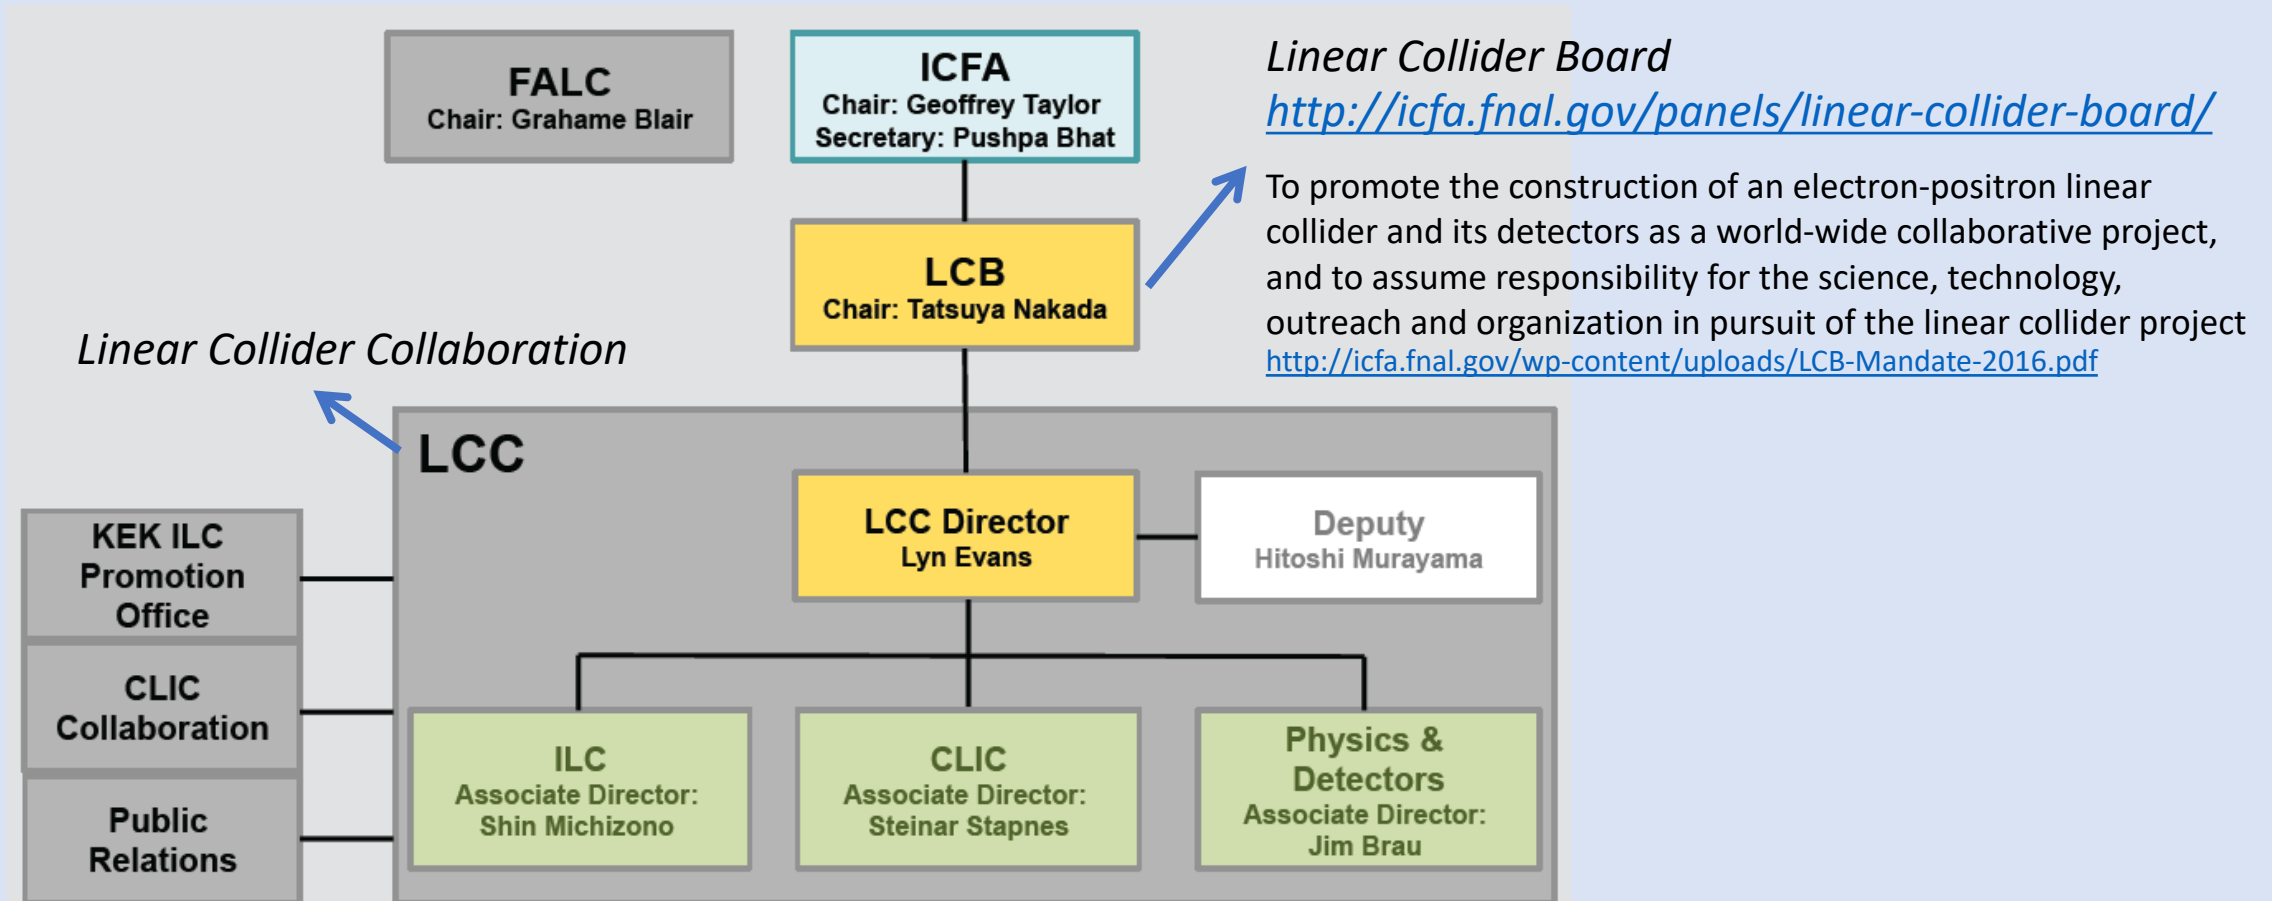 FALC
Chair: Grahame Blair
ICFA
Chair: Geoffrey Taylor
Secretary: Pushpa Bhat
Linear Collider Board
http://icfa.fnal.gov/panels/linear-collider-board/
To promote the construction of an electron-positron linear
collider and its detectors as a world-wide collaborative project,
and to assume responsibility for the science, technology,
outreach and organization in pursuit of the linear collider project
http://icfa.fnal.gov/wp-content/uploads/LCB-Mandate-2016.pdf
LCB
Chair: Tatsuya Nakada
Linear Collider Collaboration
LCC
LCC Director
Lyn Evans
Deputy
Hitoshi Murayama
KEK ILC
Promotion
Office
CLIC
Collaboration
Public
Relations
ILC
Associate Director:
Shin Michizono
CLIC
Associate Director:
Steinar Stapnes
Physics &
Detectors
Associate Director:
Jim Brau